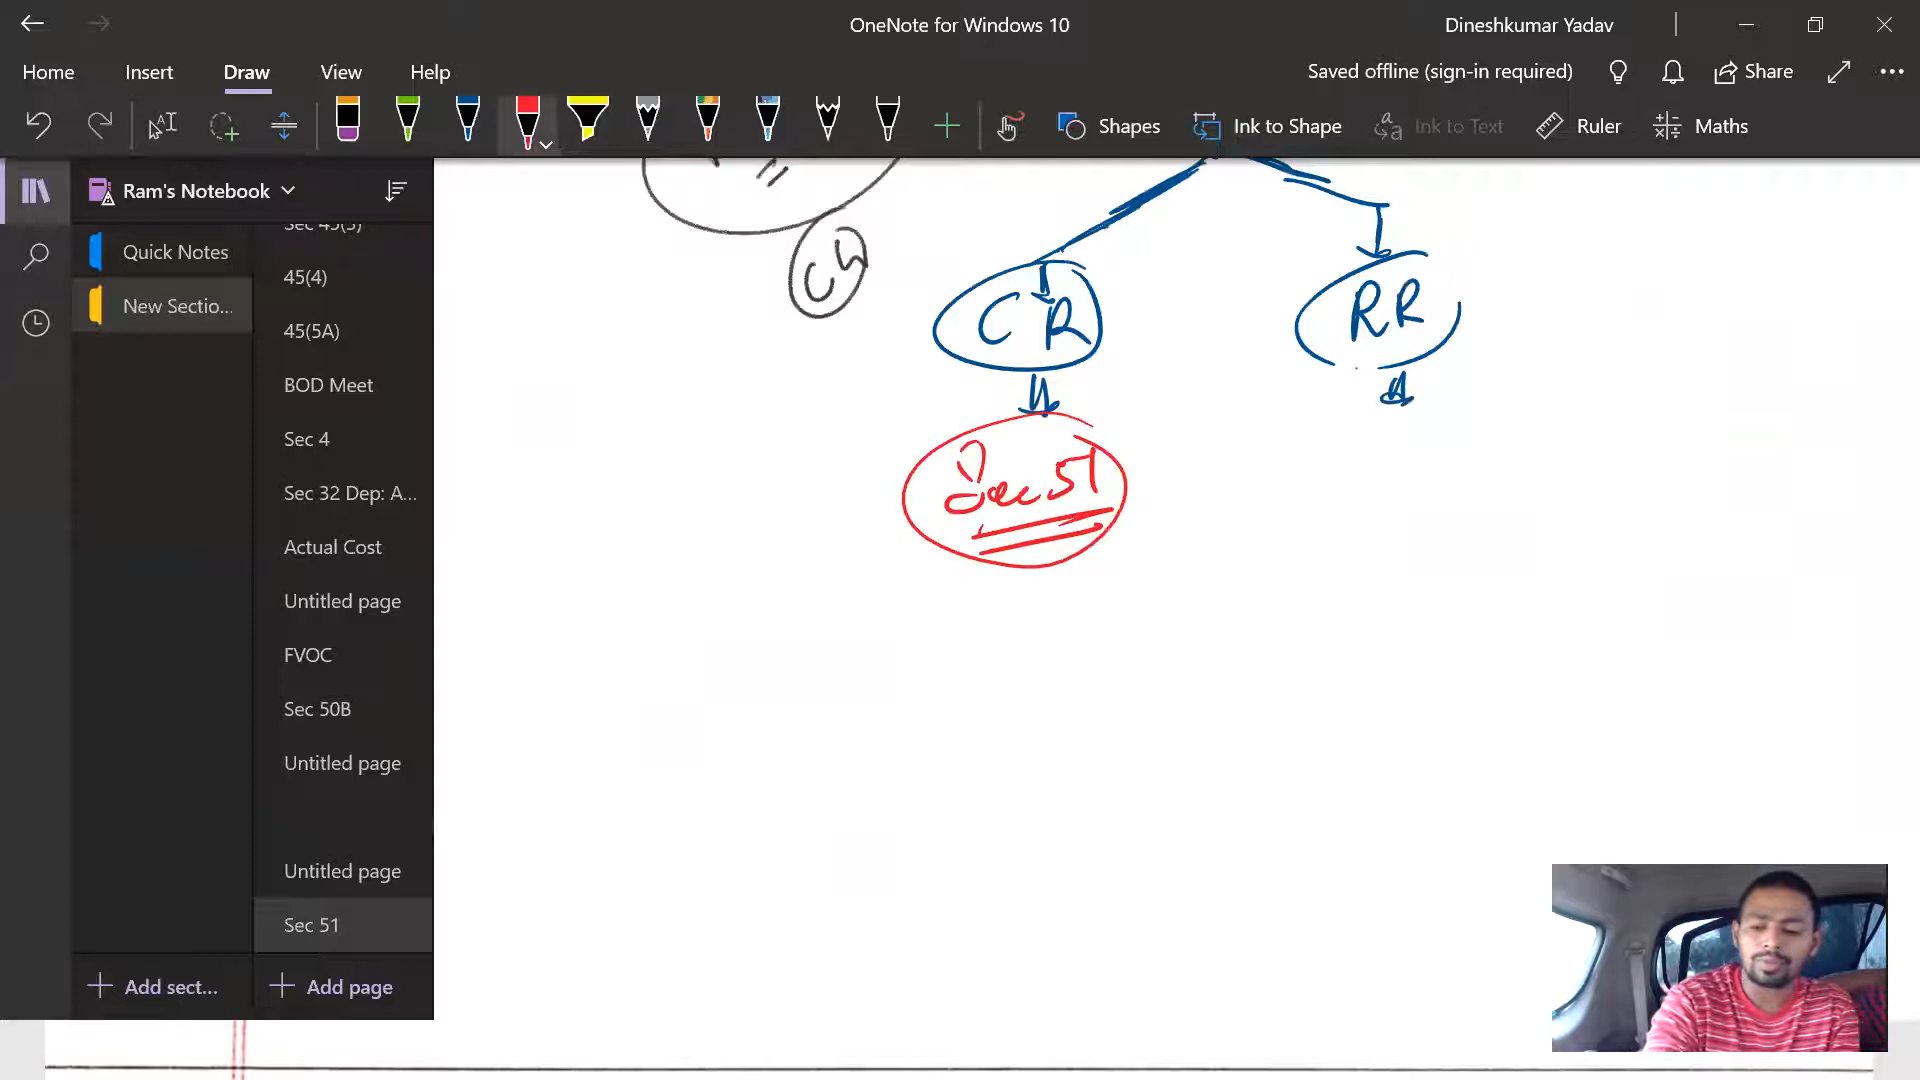 OneNote for Windows 10
Dineshkumar Yadav
Home Insert Draw View Help
Saved offline (sign-in required)
Share
Shapes
Ink to Shape
Ink to Text
Ruler
Maths
Ram's Notebook
Quick Notes
New Sectio...
45(4)
45(5A)
BOD Meet
Sec 4
Sec 32 Dep: A...
Actual Cost
Untitled page
FVOC
Sec 50B
Untitled page
Untitled page
Sec 51
Add sect...
Add page
CR
RR
Sec 51